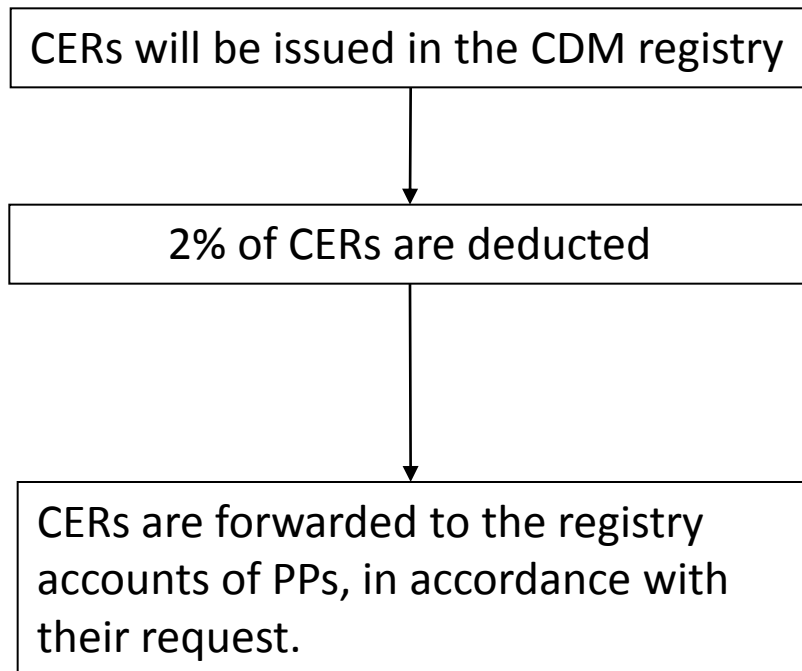 CERs will be issued in the CDM registry
2% of CERs are deducted
CERs are forwarded to the registry
accounts of PPs, in accordance with
their request.